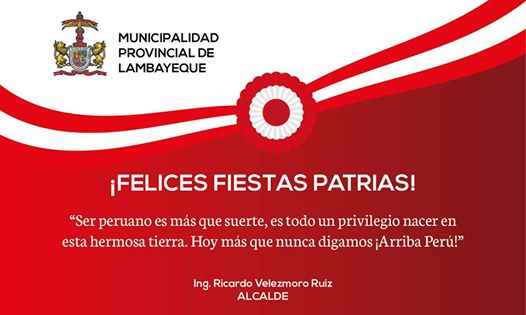 MUNICIPALIDAD
PROVINCIAL DE
LAMBAYEQUE
¡FELICES FIESTAS PATRIAS!
“Ser peruano es más que suerte, es todo un privilegio nacer en
esta hermosa tierra. Hoy más que nunca digamos ¡Arriba Perú!”
Ing. Ricardo Velezmoro Ruiz
ALCALDE